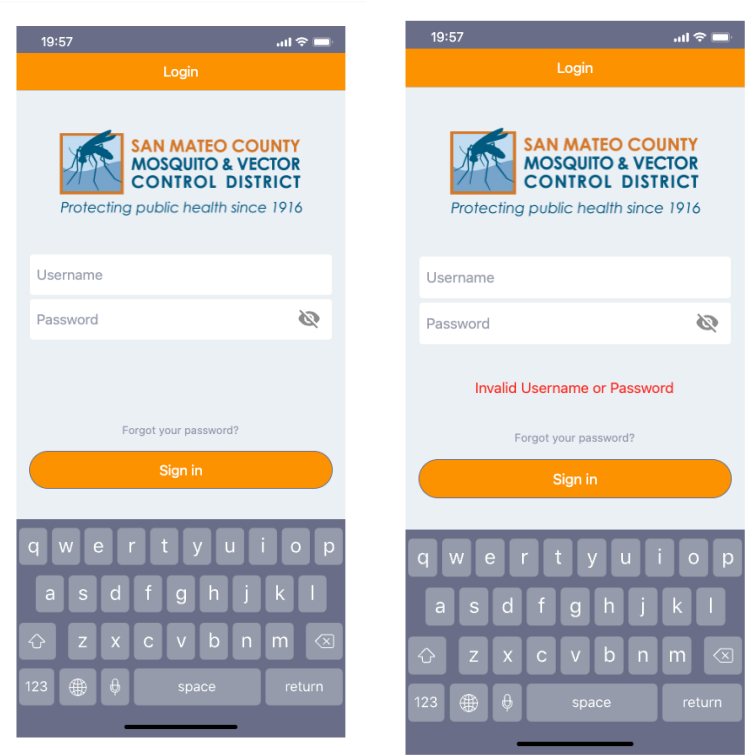 19:57
Login
SAN MATEO COUNTY
MOSQUITO & VECTOR
CONTROL DISTRICT
Protecting public health since 1916
Username
Password
Forgot your password?
Sign in
q w e r t y u i o p
a s d f g h j k l
z x c v b n m
123 space return
19:57
Login
SAN MATEO COUNTY
MOSQUITO & VECTOR
CONTROL DISTRICT
Protecting public health since 1916
Username
Password
Invalid Username or Password
Forgot your password?
Sign in
q w e r t y u i o p
a s d f g h j k l
z x c v b n m
123 space return